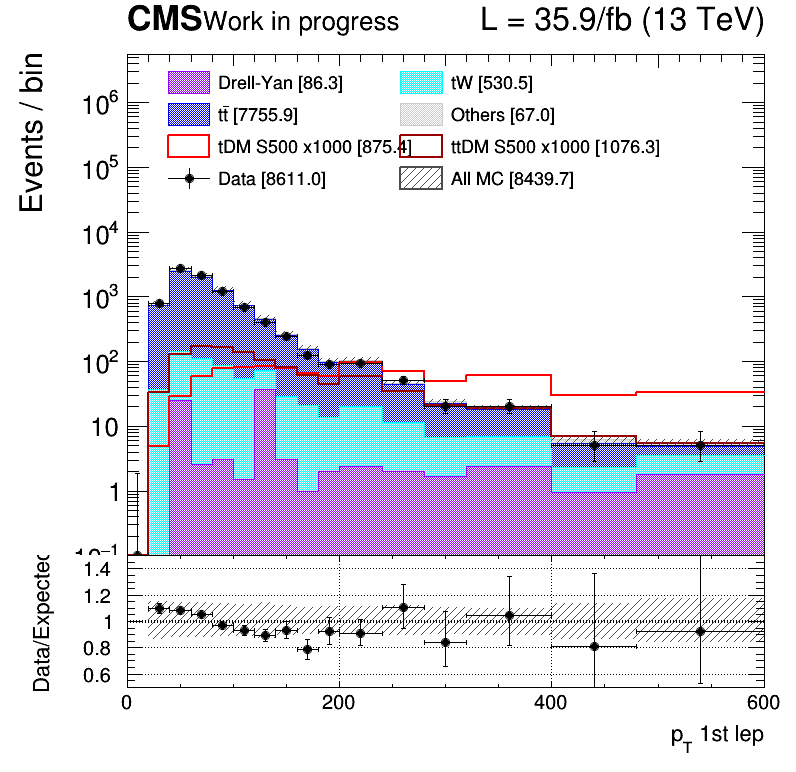 CMS Work in progress L = 35.9/fb (13 TeV)
Events / bin
Drell-Yan [86.3] tW [530.5]
tt̄ [7755.9] Others [67.0]
tDM S500 x1000 [875.4] ttDM S500 x1000 [1076.3]
Data [8611.0] All MC [8439.7]
10⁶
10⁵
10⁴
10³
10²
10
1
10⁻¹
Data/Expected
1.4
1.2
1
0.8
0.6
0 200 400 600
p_T 1st lep